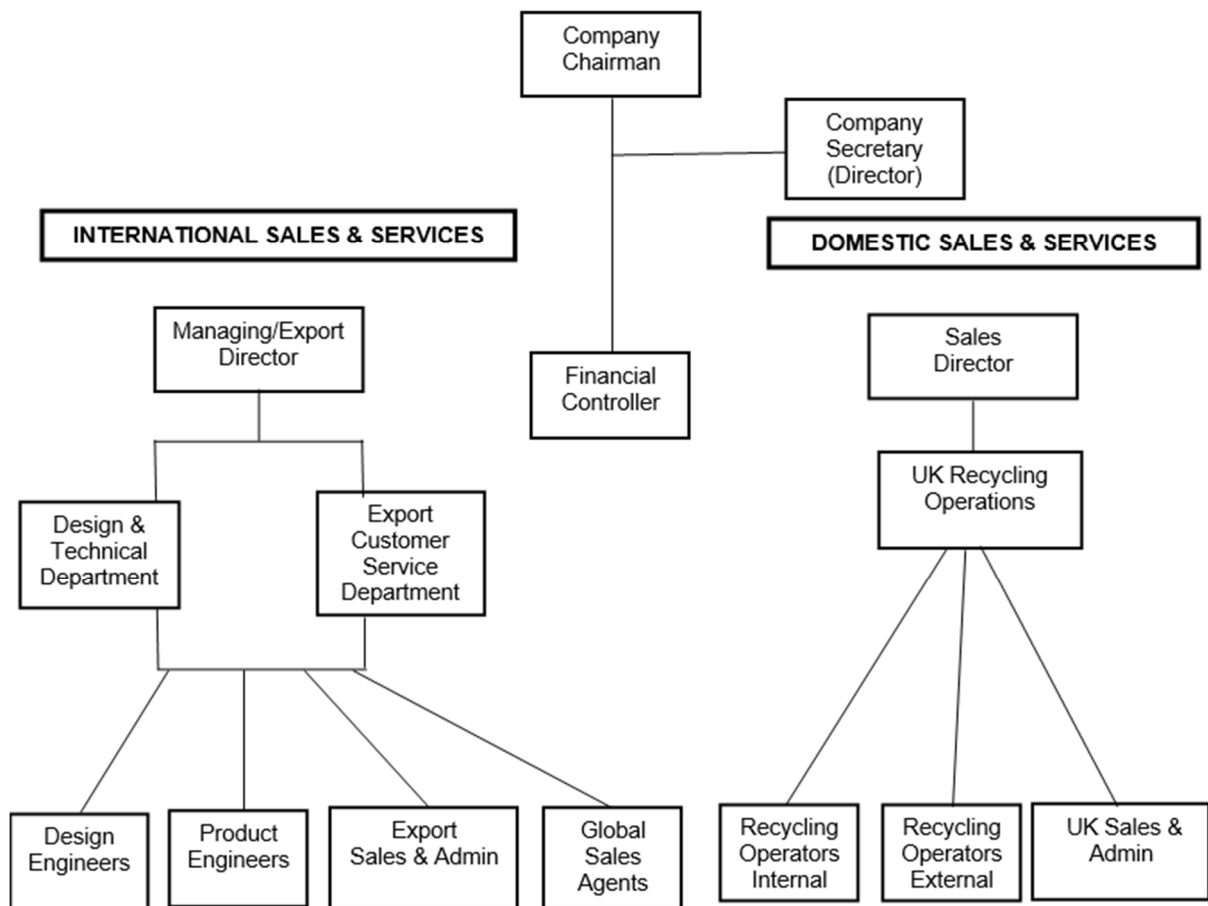 Company
Chairman
Company
Secretary
(Director)
INTERNATIONAL SALES & SERVICES
DOMESTIC SALES & SERVICES
Managing/Export
Director
Financial
Controller
Sales
Director
Design &
Technical
Department
Export
Customer
Service
Department
UK Recycling
Operations
Design
Engineers
Product
Engineers
Export
Sales & Admin
Global
Sales
Agents
Recycling
Operators
Internal
Recycling
Operators
External
UK Sales &
Admin